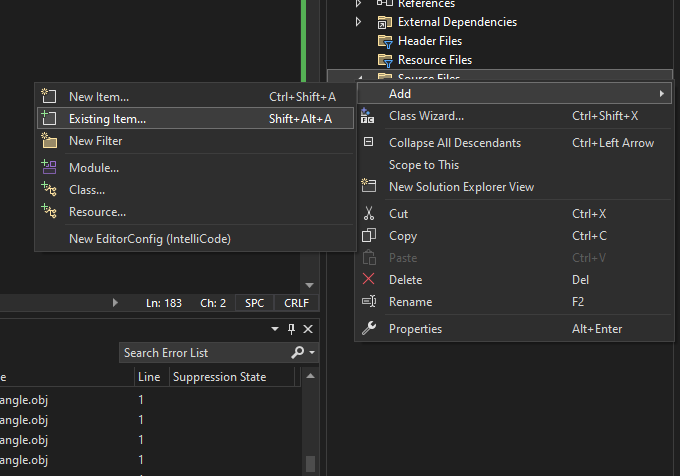 References
External Dependencies
Header Files
Resource Files
Source Files
New Item... Ctrl+Shift+A
Existing Item... Shift+Alt+A
New Filter
Module...
Class...
Resource...
New EditorConfig (IntelliCode)
Add
Class Wizard... Ctrl+Shift+X
Collapse All Descendants Ctrl+Left Arrow
Scope to This
New Solution Explorer View
Cut Ctrl+X
Copy Ctrl+C
Paste Ctrl+V
Delete Del
Rename F2
Properties Alt+Enter
Ln: 183 Ch: 2 SPC CRLF
Search Error List
e Line Suppression State
angle.obj 1
angle.obj 1
angle.obj 1
angle.obj 1